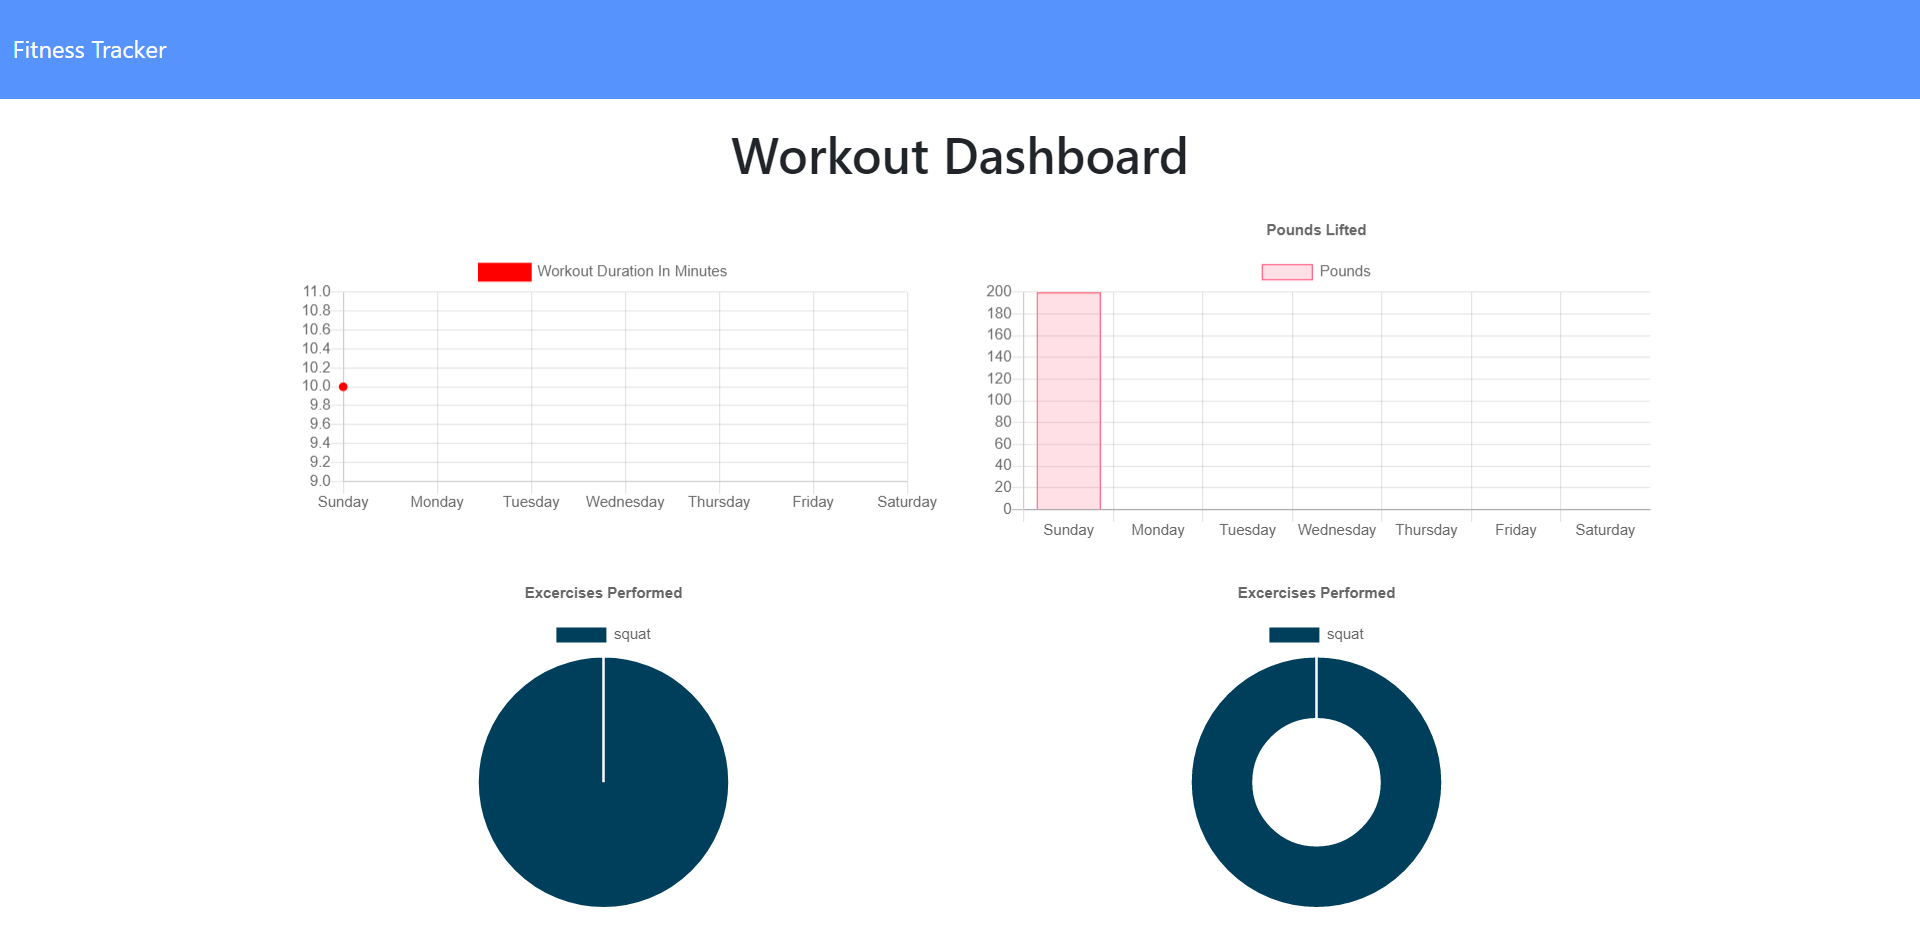 Fitness Tracker
Workout Dashboard
Workout Duration In Minutes
11.0
10.8
10.6
10.4
10.2
10.0
9.8
9.6
9.4
9.2
9.0
Sunday Monday Tuesday Wednesday Thursday Friday Saturday
Pounds Lifted
Pounds
200
180
160
140
120
100
80
60
40
20
0
Sunday Monday Tuesday Wednesday Thursday Friday Saturday
Excercises Performed
squat
Excercises Performed
squat